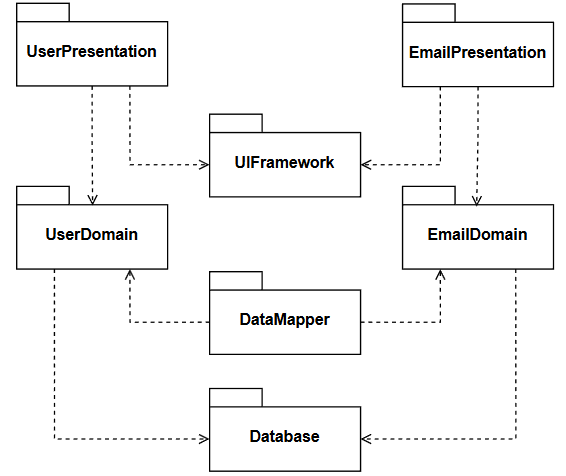 UserPresentation
EmailPresentation
UIFramework
UserDomain
EmailDomain
DataMapper
Database